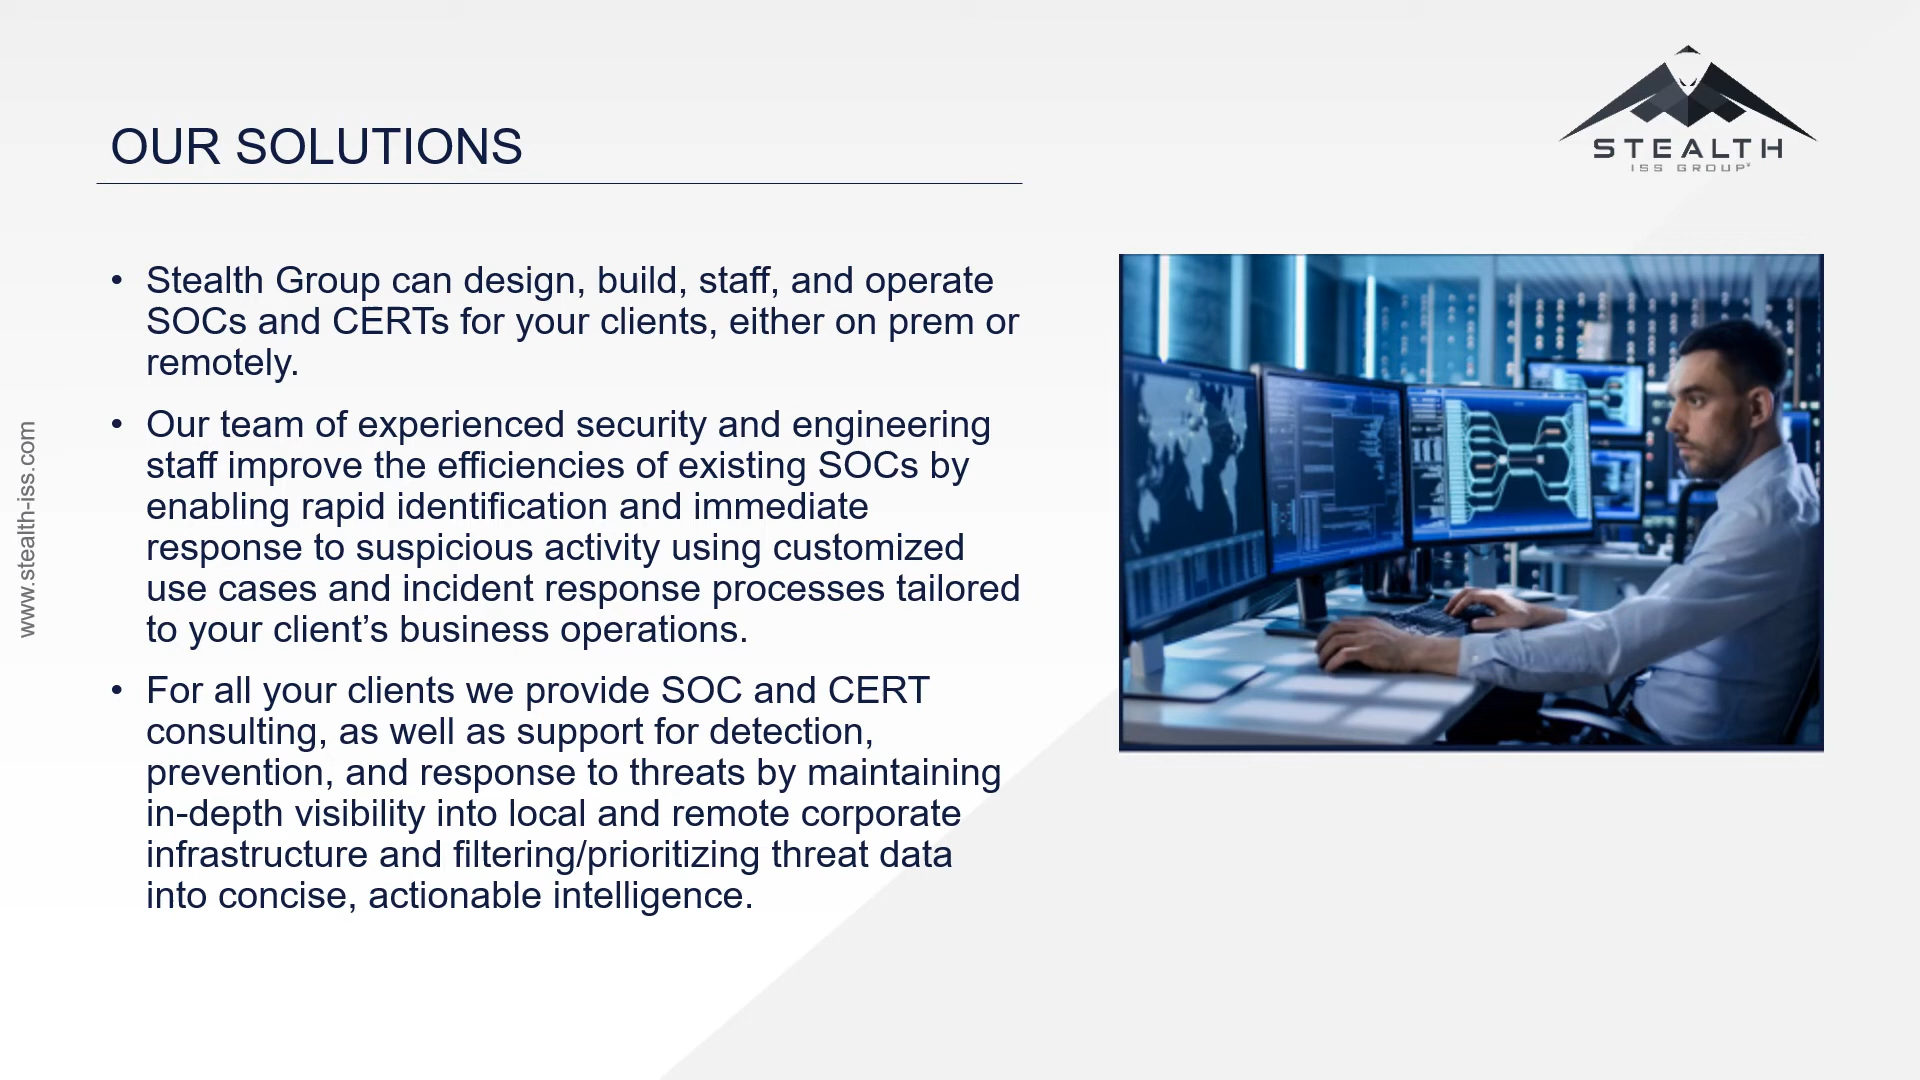 STEALTH
ISS GROUP
OUR SOLUTIONS
• Stealth Group can design, build, staff, and operate
SOCs and CERTs for your clients, either on prem or
remotely.
• Our team of experienced security and engineering
staff improve the efficiencies of existing SOCs by
enabling rapid identification and immediate
response to suspicious activity using customized
use cases and incident response processes tailored
to your client’s business operations.
• For all your clients we provide SOC and CERT
consulting, as well as support for detection,
prevention, and response to threats by maintaining
in-depth visibility into local and remote corporate
infrastructure and filtering/prioritizing threat data
into concise, actionable intelligence.
www.stealth-iss.com